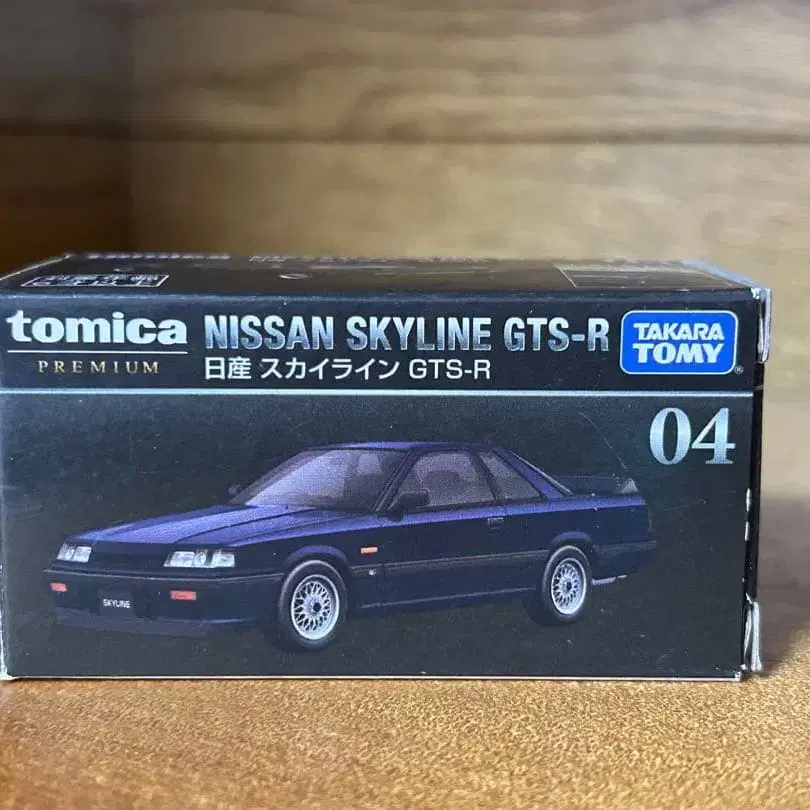 tomica
PREMIUM
NISSAN SKYLINE GTS-R
日産 スカイライン GTS-R
TAKARA
TOMY
®
04
SKYLINE